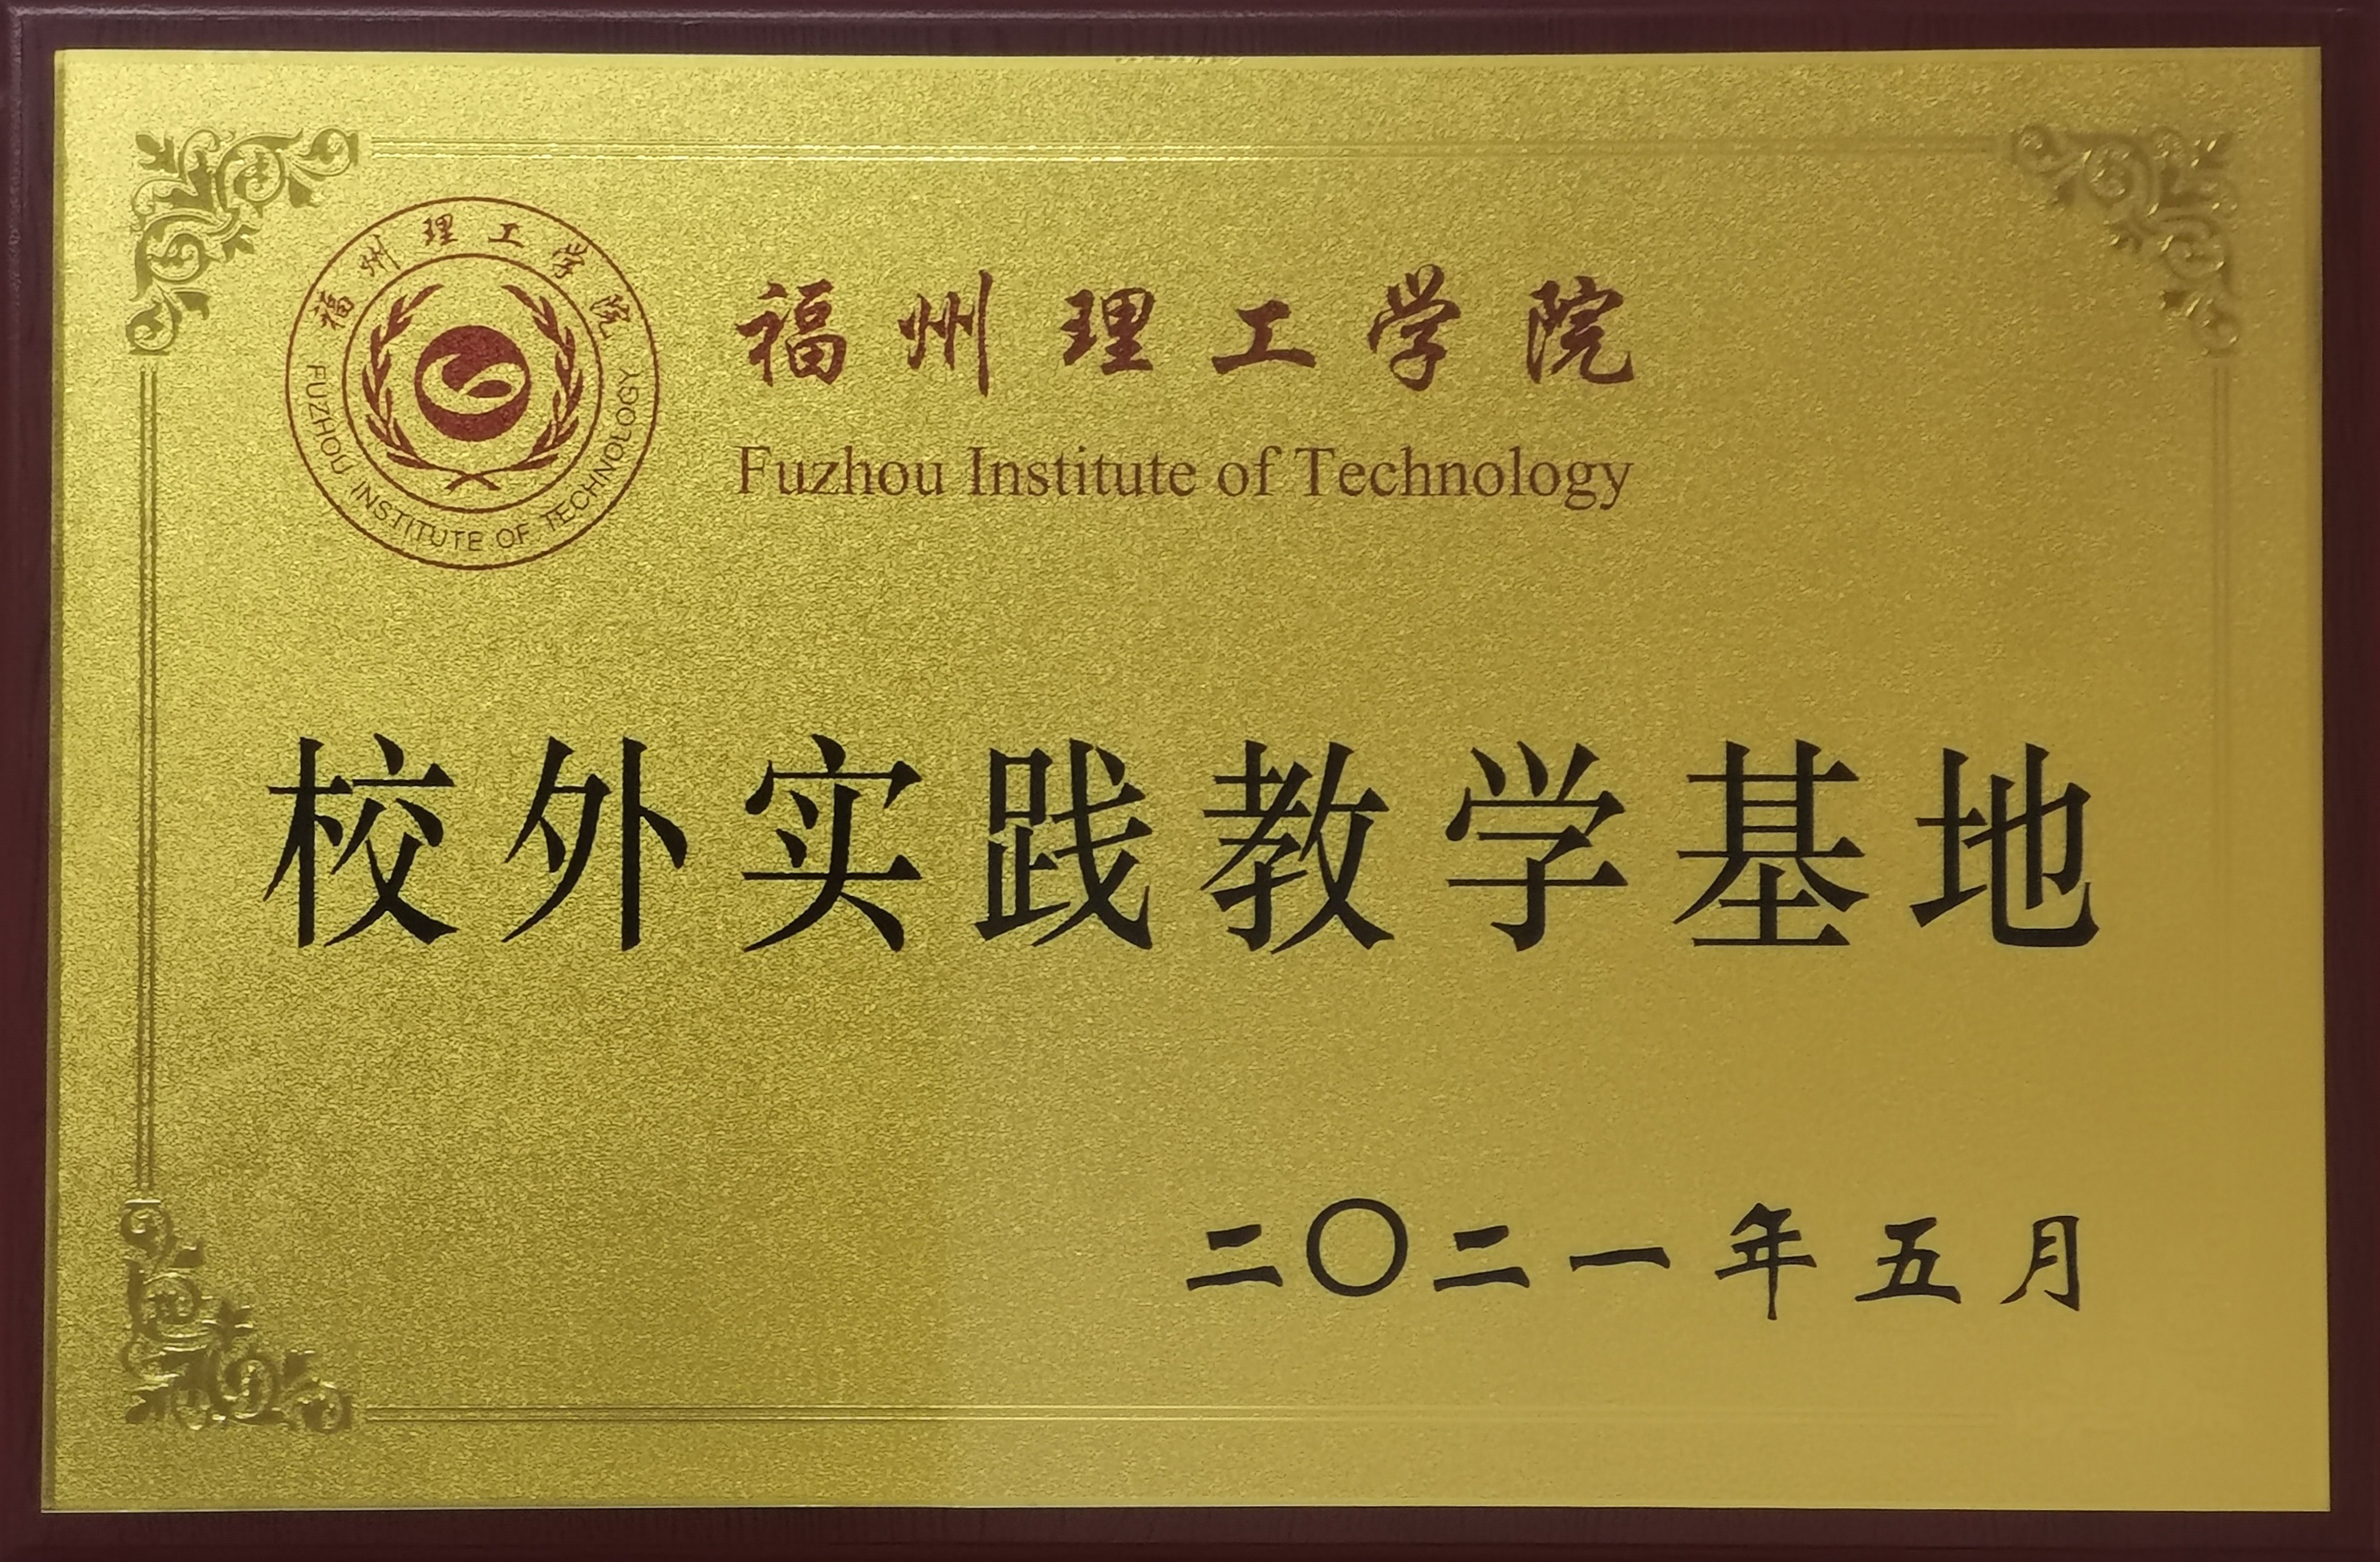 福州理工学院
FUZHOU INSTITUTE OF TECHNOLOGY
福州理工学院
Fuzhou Institute of Technology
校外实践教学基地
二〇二一年五月